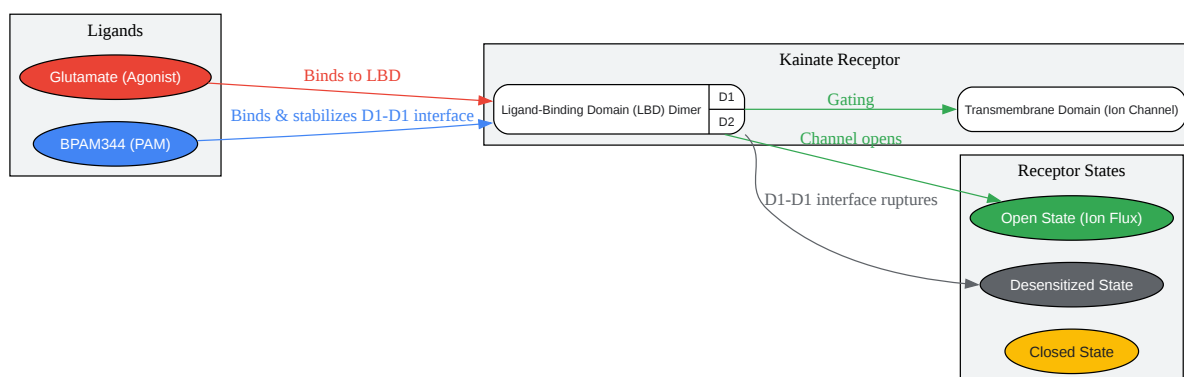 Ligands
Glutamate (Agonist)
BPAM344 (PAM)
Binds to LBD
Binds & stabilizes D1-D1 interface
Kainate Receptor
Ligand-Binding Domain (LBD) Dimer
D1
D2
Gating
Transmembrane Domain (Ion Channel)
Channel opens
D1-D1 interface ruptures
Receptor States
Open State (Ion Flux)
Desensitized State
Closed State